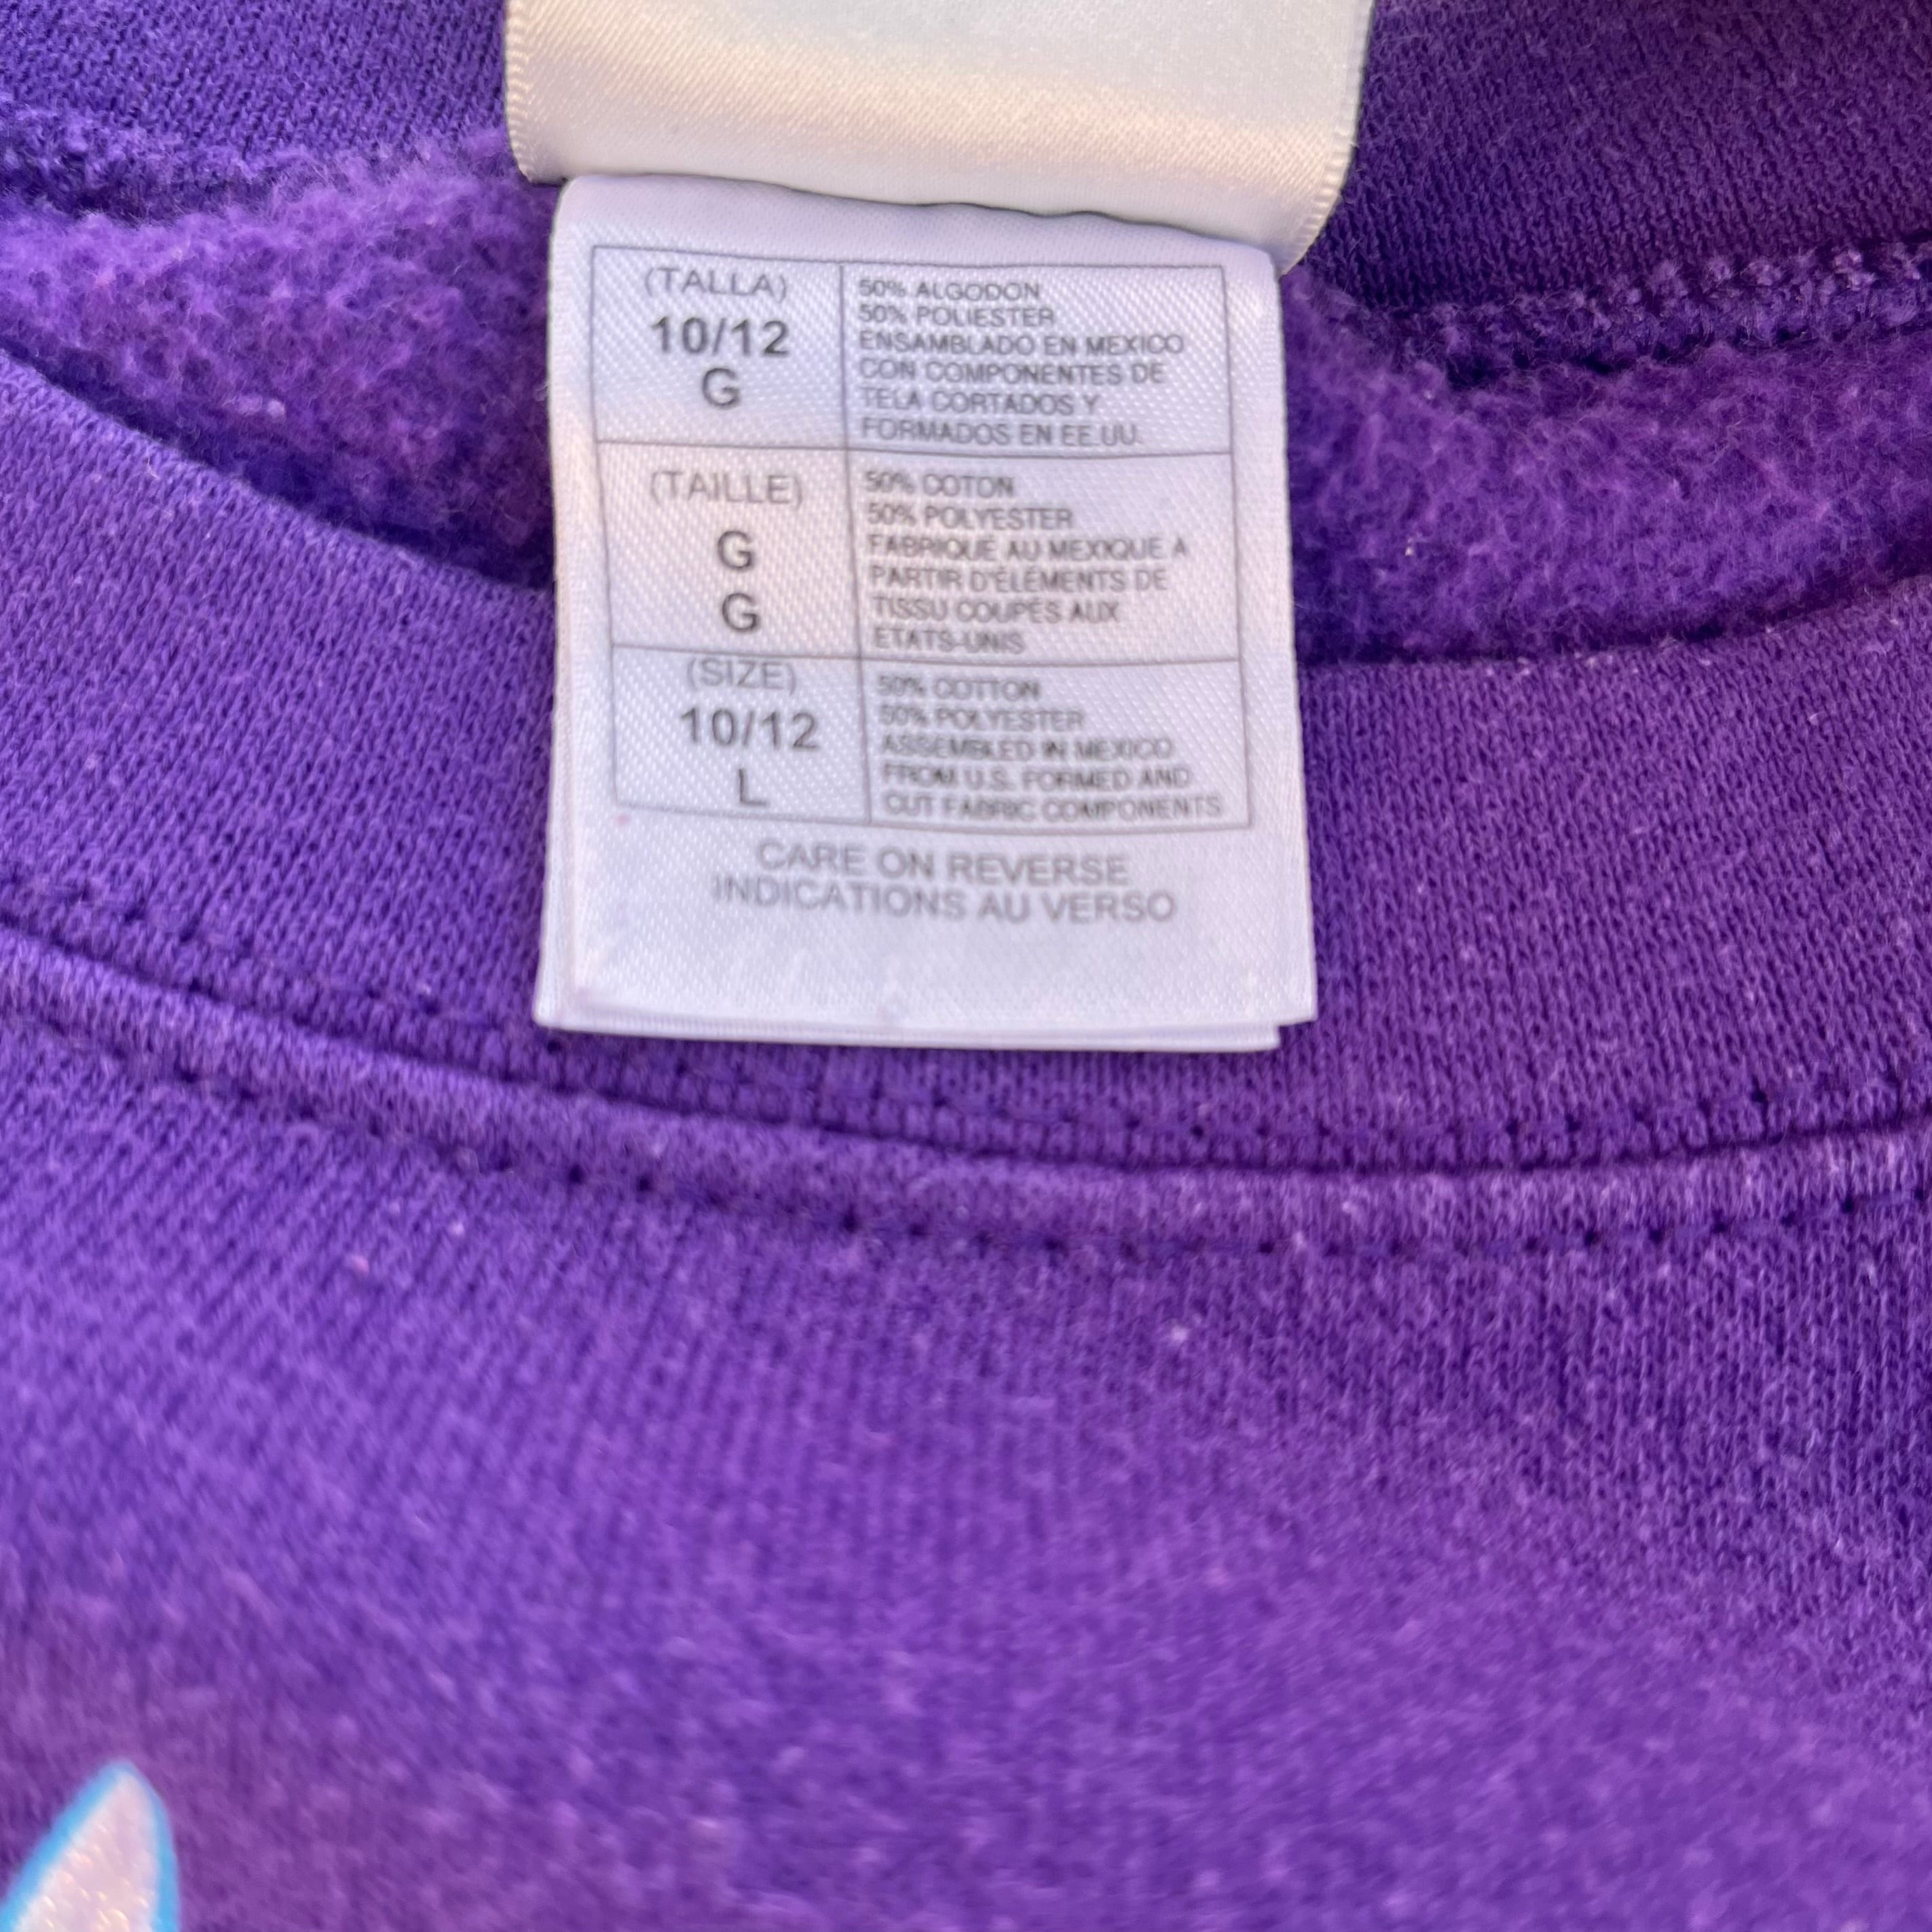 (TALLA)
10/12
G
50% ALGODON
50% POLIESTER
ENSAMBLADO EN MEXICO
CON COMPONENTES DE
TELA CORTADOS Y
FORMADOS EN EE.UU.
(TAILLE)
G
G
50% COTON
50% POLYESTER
FABRIQUE AU MEXIQUE A
PARTIR D'ÉLÉMENTS DE
TISSU COUPÉS AUX
ETATS-UNIS
(SIZE)
10/12
L
50% COTTON
50% POLYESTER
ASSEMBLED IN MEXICO
FROM U.S. FORMED AND
CUT FABRIC COMPONENTS
CARE ON REVERSE
INDICATIONS AU VERSO